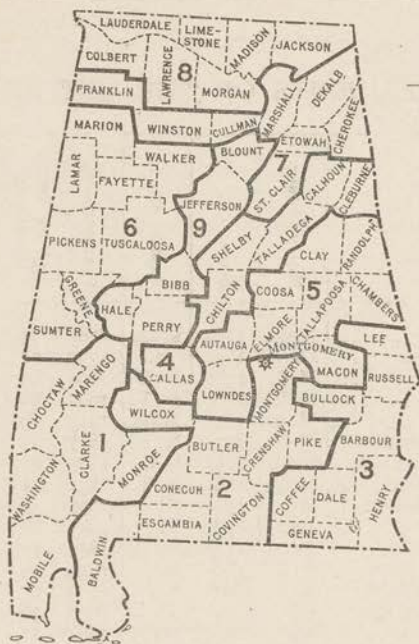 LAUDERDALE
LIME-
STONE
MADISON
JACKSON
COLBERT
LAWRENCE
8
MORGAN
FRANKLIN
MARSHALL
DEKALB
CHEROKEE
MARION
WINSTON
CULLMAN
ETOWAH
WALKER
BLOUNT
7
LAMAR
FAYETTE
JEFFERSON
ST. CLAIR
CALHOUN
CLEBURNE
6
9
PICKENS
TUSCALOOSA
SHELBY
TALLADEGA
CLAY
RANDOLPH
BIBB
CHILTON
COOSA
5
TALLAPOOSA
CHAMBERS
GREENE
HALE
PERRY
SUMTER
AUTAUGA
ELMORE
LEE
MONTGOMERY
MACON
RUSSELL
4
DALLAS
LOWNDES
MONTGOMERY
BULLOCK
CHOCTAW
MARENGO
WILCOX
BUTLER
CRENSHAW
PIKE
BARBOUR
CLARKE
1
MONROE
WASHINGTON
CONECUH
2
COFFEE
DALE
3
HENRY
ESCAMBIA
COVINGTON
GENEVA
MOBILE
BALDWIN